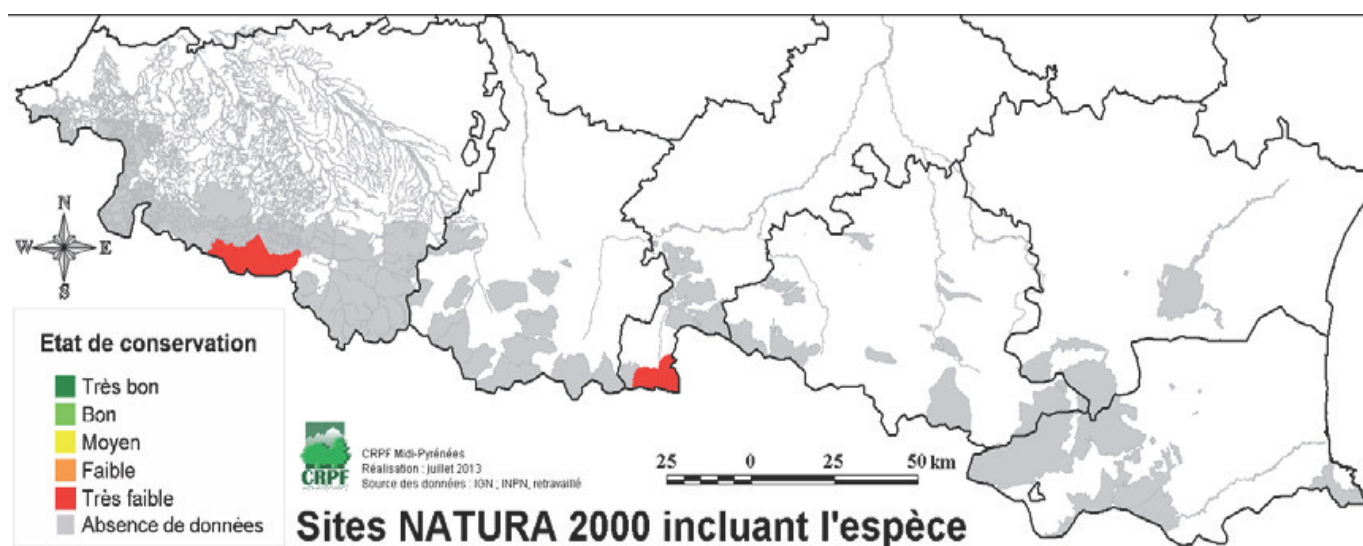 N
W E
S
Etat de conservation
Très bon
Bon
Moyen
Faible
Très faible
Absence de données
CRPF
CRPF Midi-Pyrénées
Réalisation : juillet 2013
Source des données : IGN ; INPN, retravaillé
25 0 25 50 km
Sites NATURA 2000 incluant l'espèce